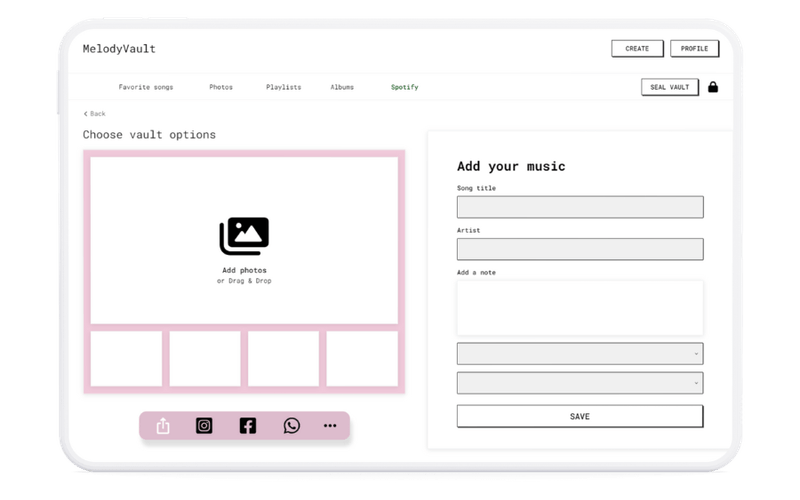 MelodyVault
CREATE
PROFILE
Favorite songs
Photos
Playlists
Albums
Spotify
SEAL VAULT
Back
Choose vault options
Add photos
or Drag & Drop
Add your music
Song title
Artist
Add a note
SAVE